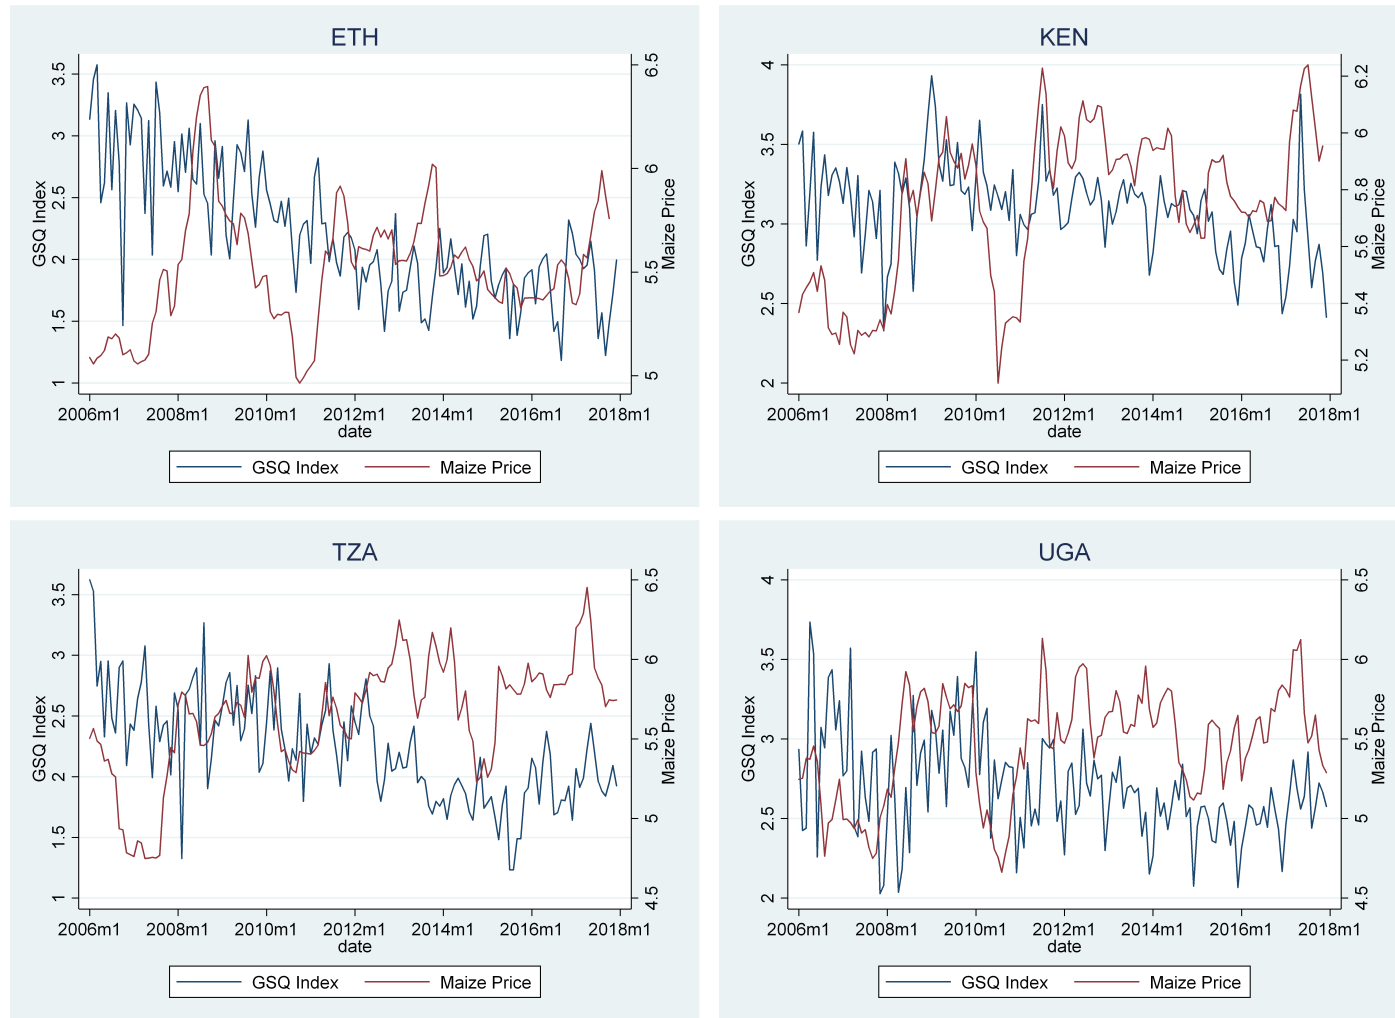 ETH
GSQ Index
3.5
3
2.5
2
1.5
1
6.5
6
5.5
5
Maize Price
2006m1 2008m1 2010m1 2012m1 2014m1 2016m1 2018m1
date
GSQ Index Maize Price
KEN
GSQ Index
4
3.5
3
2.5
2
6.2
6
5.8
5.6
5.4
5.2
Maize Price
2006m1 2008m1 2010m1 2012m1 2014m1 2016m1 2018m1
date
GSQ Index Maize Price
TZA
GSQ Index
3.5
3
2.5
2
1.5
1
6.5
6
5.5
5
4.5
Maize Price
2006m1 2008m1 2010m1 2012m1 2014m1 2016m1 2018m1
date
GSQ Index Maize Price
UGA
GSQ Index
4
3.5
3
2.5
2
6.5
6
5.5
5
4.5
Maize Price
2006m1 2008m1 2010m1 2012m1 2014m1 2016m1 2018m1
date
GSQ Index Maize Price